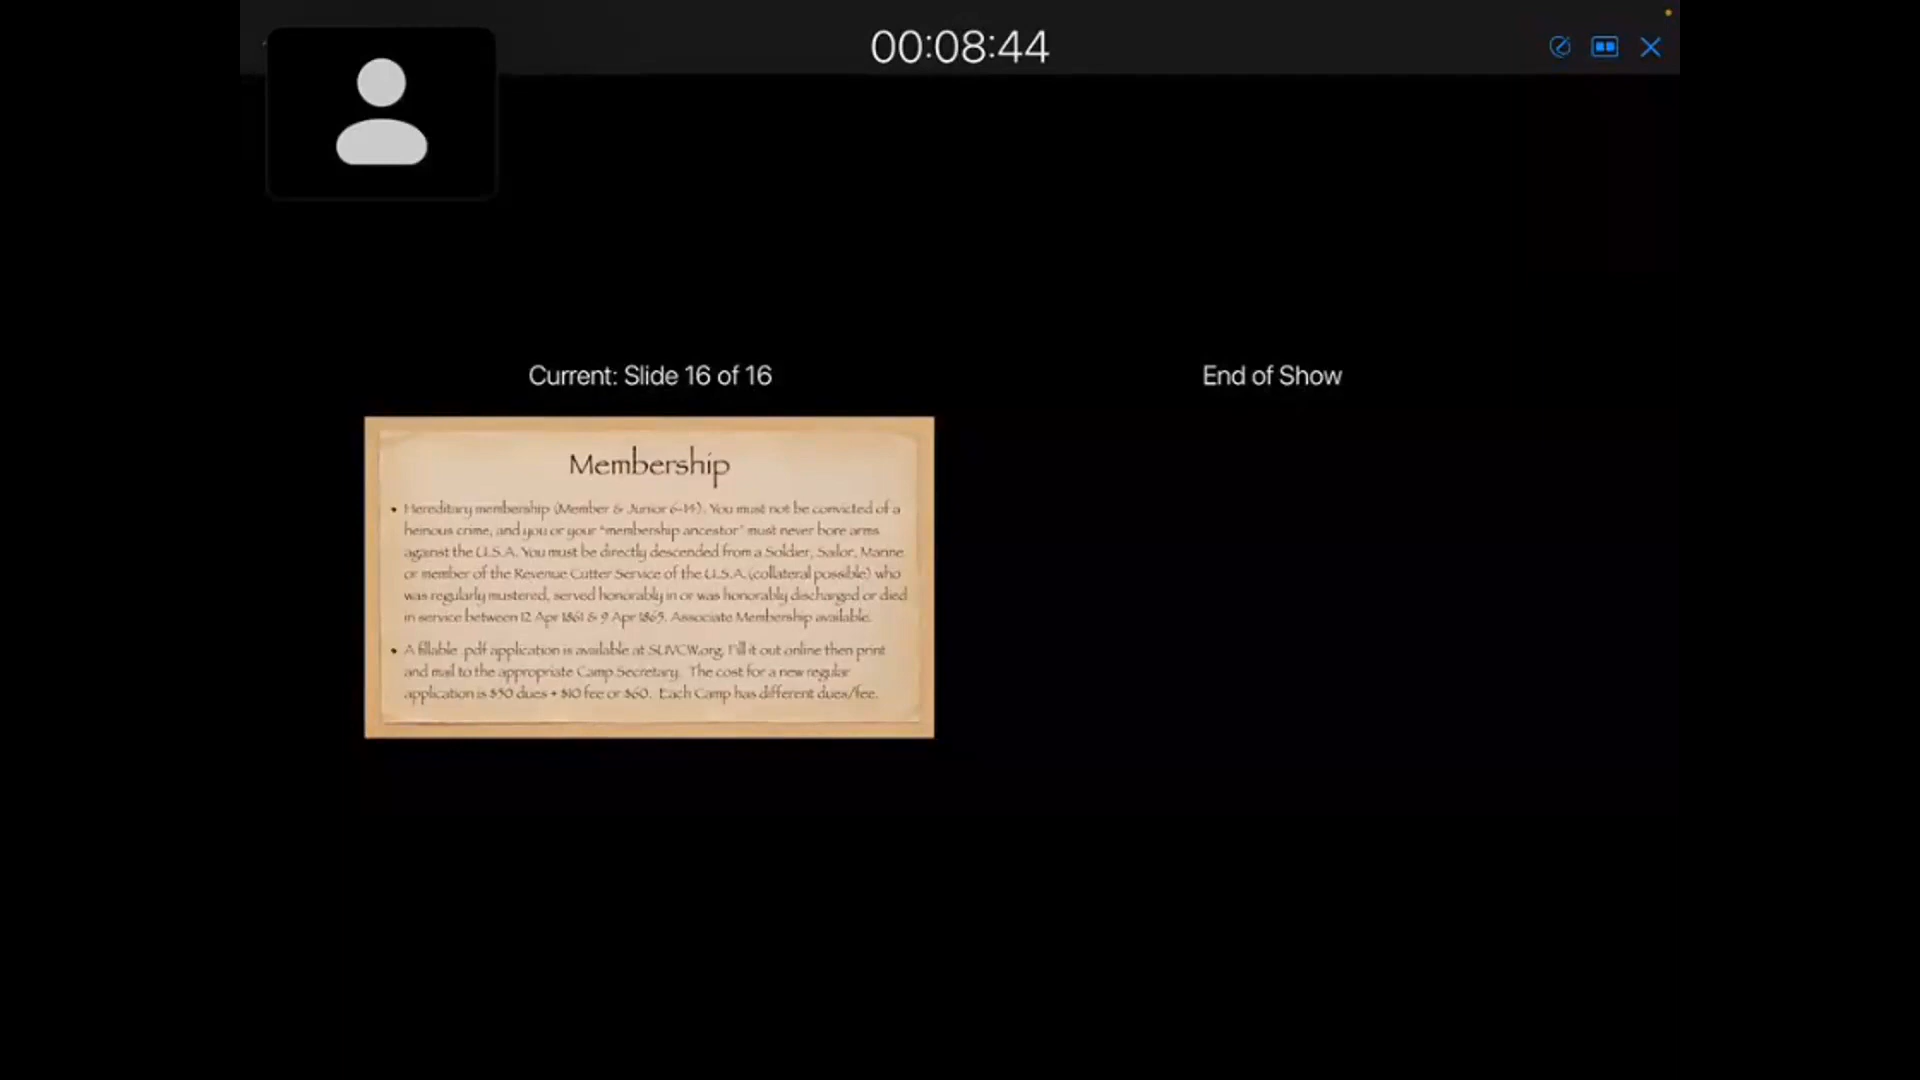 00:08:44
Current: Slide 16 of 16
End of Show
Membership
• Hereditary membership (Member & Junior 6-14). You must not be convicted of a
heinous crime, and you or your "membership ancestor" must never bore arms
against the U.S.A. You must be directly descended from a Soldier, Sailor, Marine
or member of the Revenue Cutter Service of the U.S.A. (collateral possible) who
was regularly mustered, served honorably in or was honorably discharged or died
in service between 12 Apr 1861 & 9 Apr 1865. Associate Membership available.
• A fillable .pdf application is available at SUVCW.org. Fill it out online then print
and mail to the appropriate Camp Secretary. The cost for a new regular
application is $50 dues + $10 fee or $60. Each Camp has different dues/fee.